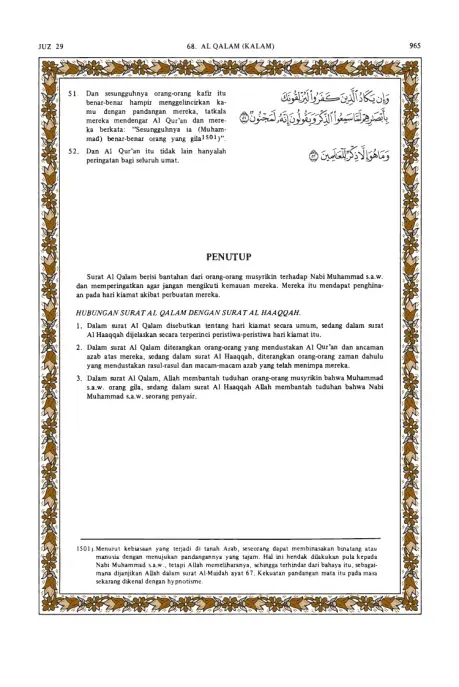 JUZ 29 68. AL QALAM (KALAM) 965
51. Dan sesungguhnya orang-orang kafir itu
benar-benar hampir menggelincirkan ka-
mu dengan pandangan mereka, tatkala
mereka mendengar Al Qur'an dan mere-
ka berkata: "Sesungguhnya ia (Muham-
mad) benar-benar orang yang gila1501)".
وَإِن يَكَادُ ٱلَّذِينَ كَفَرُوا۟ لَيُزْلِقُونَكَ
بِأَبْصَٰرِهِمْ لَمَّا سَمِعُوا۟ ٱلذِّكْرَ وَيَقُولُونَ إِنَّهُۥ لَمَجْنُونٌ ﴿٥١﴾
52. Dan Al Qur'an itu tidak lain hanyalah
peringatan bagi seluruh umat.
وَمَا هُوَ إِلَّا ذِكْرٌ لِّلْعَٰلَمِينَ ﴿٥٢﴾
PENUTUP
Surat Al Qalam berisi bantahan dari orang-orang musyrikin terhadap Nabi Muhammad s.a.w.
dan memperingatkan agar jangan mengikuti kemauan mereka. Mereka itu mendapat penghina-
an pada hari kiamat akibat perbuatan mereka.
HUBUNGAN SURAT AL QALAM DENGAN SURAT AL HAAQQAH.
1. Dalam surat Al Qalam disebutkan tentang hari kiamat secara umum, sedang dalam surat
Al Haaqqah dijelaskan secara terperinci peristiwa-peristiwa hari kiamat itu.
2. Dalam surat Al Qalam diterangkan orang-orang yang mendustakan Al Qur'an dan ancaman
azab atas mereka, sedang dalam surat Al Haaqqah, diterangkan orang-orang zaman dahulu
yang mendustakan rasul-rasul dan macam-macam azab yang telah menimpa mereka.
3. Dalam surat Al Qalam, Allah membantah tuduhan orang-orang musyrikin bahwa Muhammad
s.a.w. orang gila, sedang dalam surat Al Haaqqah Allah membantah tuduhan bahwa Nabi
Muhammad s.a.w. seorang penyair.
1501). Menurut kebiasaan yang terjadi di tanah Arab, seseorang dapat membinasakan binatang atau
manusia dengan menujukan pandangannya yang tajam. Hal ini hendak dilakukan pula kepada
Nabi Muhammad s.a.w., tetapi Allah memeliharanya, sehingga terhindar dari bahaya itu, sebagai-
mana dijanjikan Allah dalam surat Al-Maidah ayat 67. Kekuatan pandangan mata itu pada masa
sekarang dikenal dengan hypnotisme.